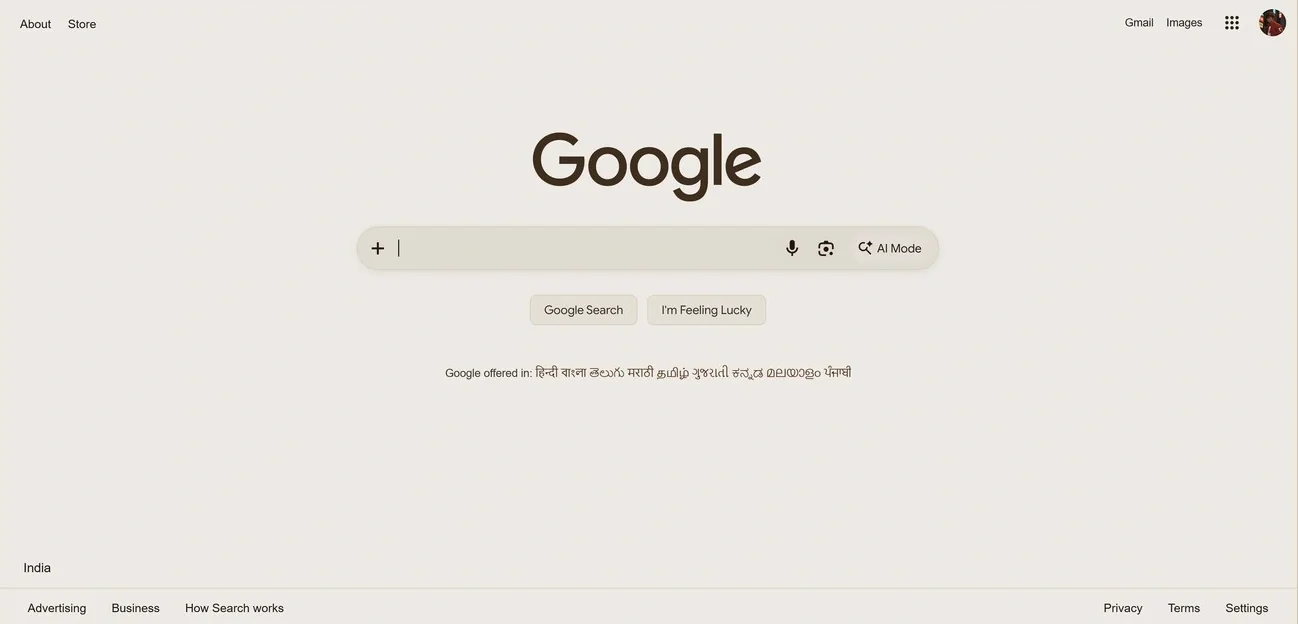 About Store
Gmail Images
Google
AI Mode
Google Search
I'm Feeling Lucky
Google offered in: हिन्दी বাংলা తెలుగు मराठी தமிழ் ગુજરાતી ಕನ್ನಡ മലയാളം ਪੰਜਾਬੀ
India
Advertising Business How Search works
Privacy Terms Settings